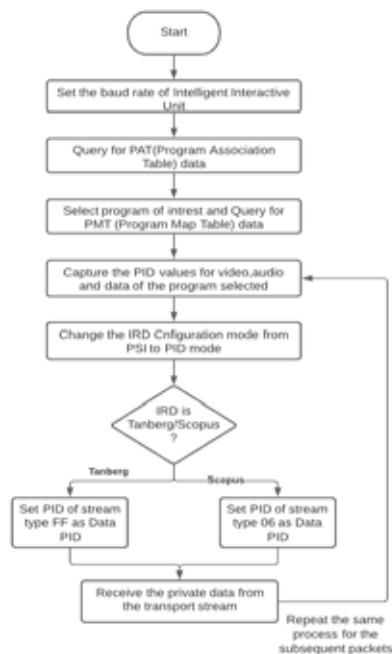 Start
Set the baud rate of Intelligent Interactive
Unit
Query for PAT(Program Association
Table) data
Select program of intrest and Query for
PMT (Program Map Table) data
Capture the PID values for video,audio
and data of the program selected
Change the IRD Cnfiguration mode from
PSI to PID mode
IRD is
Tanberg/Scopus
?
Tanberg
Scopus
Set PID of stream
type FF as Data
PID
Set PID of stream
type 06 as Data
PID
Receive the private data from
the transport stream
Repeat the same
process for the
subsequent packets